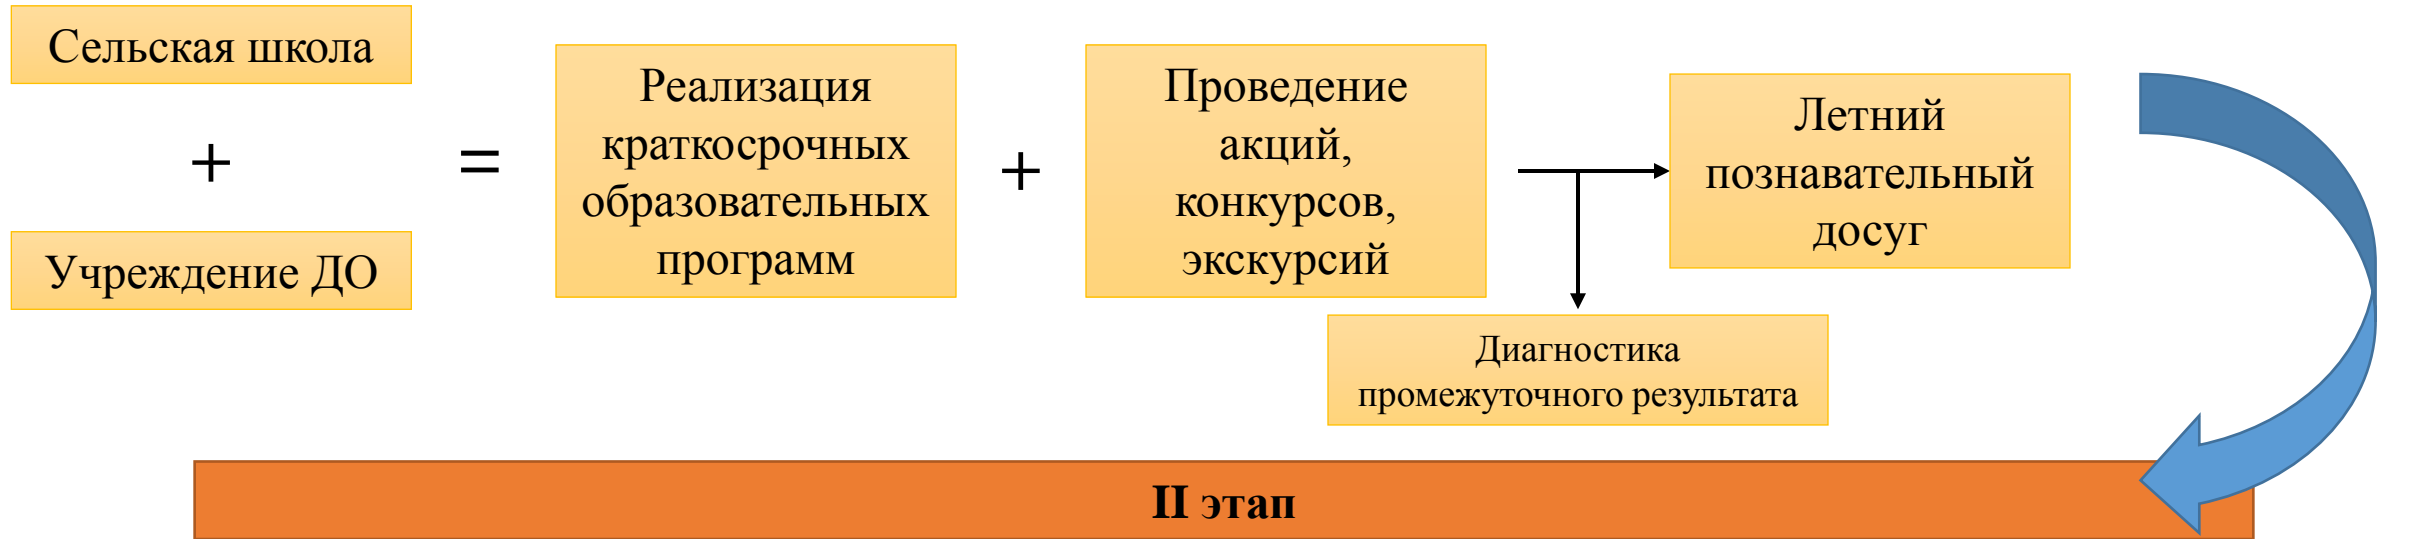 Сельская школа
+
Учреждение ДО
=
Реализация
краткосрочных
образовательных
программ
+
Проведение
акций,
конкурсов,
экскурсий
Летний
познавательный
досуг
Диагностика
промежуточного результата
II этап